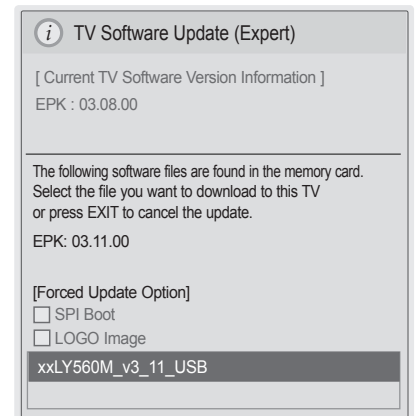 i TV Software Update (Expert)
[ Current TV Software Version Information ]
EPK : 03.08.00
The following software files are found in the memory card.
Select the file you want to download to this TV
or press EXIT to cancel the update.
EPK: 03.11.00
[Forced Update Option]
SPI Boot
LOGO Image
xxLY560M_v3_11_USB